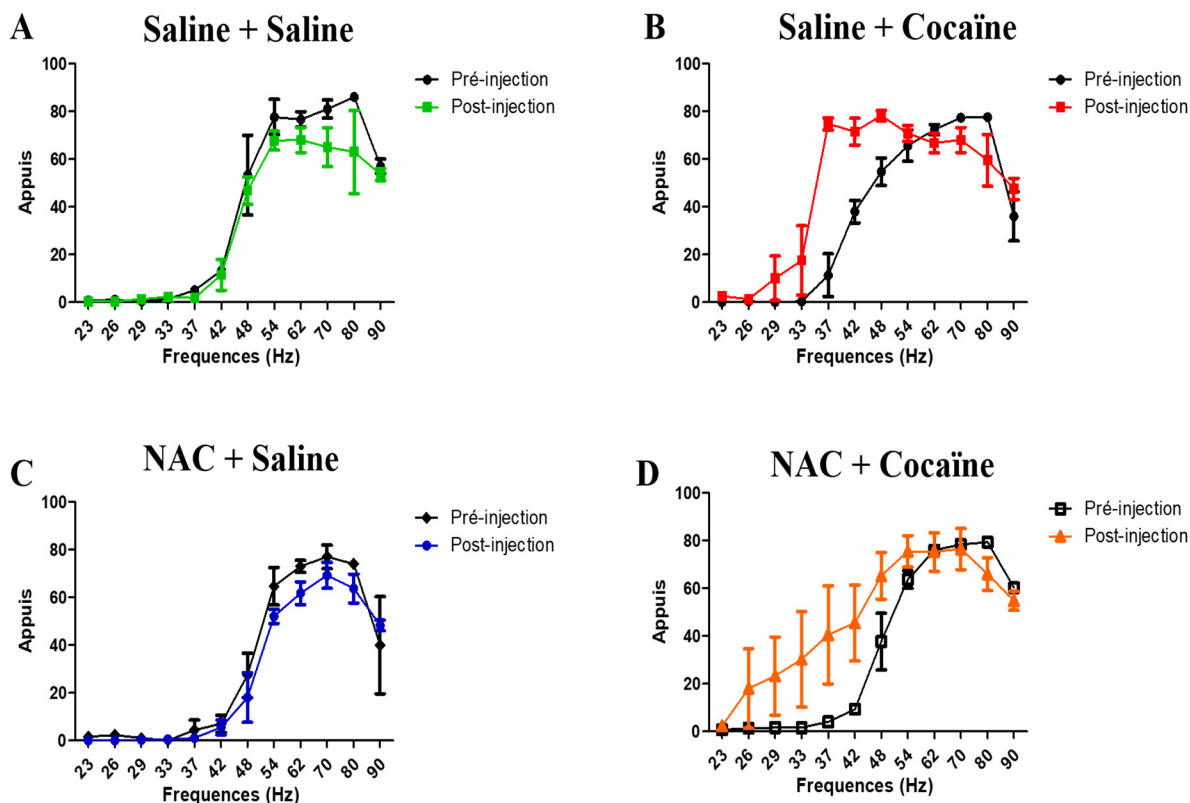 A
Saline + Saline
100
80
60
40
20
0
Appuis
23 26 29 33 37 42 48 54 62 70 80 90
Frequences (Hz)
Pré-injection
Post-injection
B
Saline + Cocaïne
100
80
60
40
20
0
Appuis
23 26 29 33 37 42 48 54 62 70 80 90
Frequences (Hz)
Pré-injection
Post-injection
C
NAC + Saline
100
80
60
40
20
0
Appuis
23 26 29 33 37 42 48 54 62 70 80 90
Frequences (Hz)
Pré-injection
Post-injection
D
NAC + Cocaïne
100
80
60
40
20
0
Appuis
23 26 29 33 37 42 48 54 62 70 80 90
Frequences (Hz)
Pré-injection
Post-injection